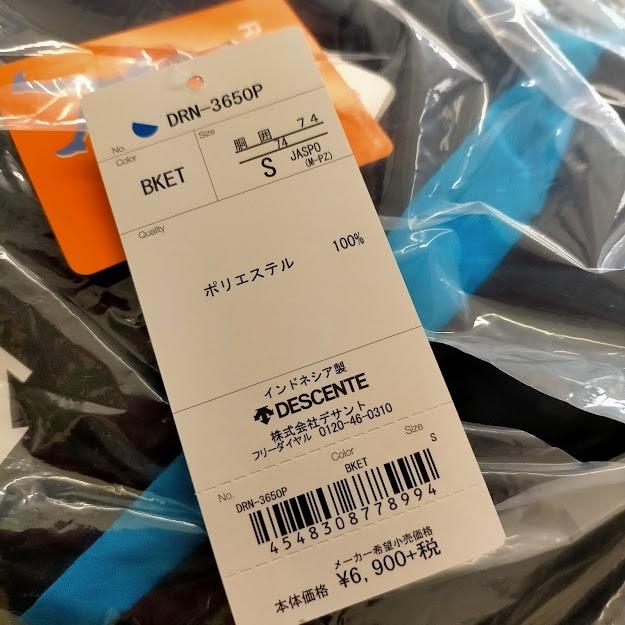 No. DRN-3650P
Color BKET
Size 胴囲 74
74
S JASPO
(M-PZ)
Quality
ポリエステル 100%
インドネシア製
DESCENTE
株式会社デサント
フリーダイヤル 0120-46-0310
No. Color Size
DRN-3650P BKET S
4548308778994
メーカー希望小売価格
本体価格 ¥6,900+税